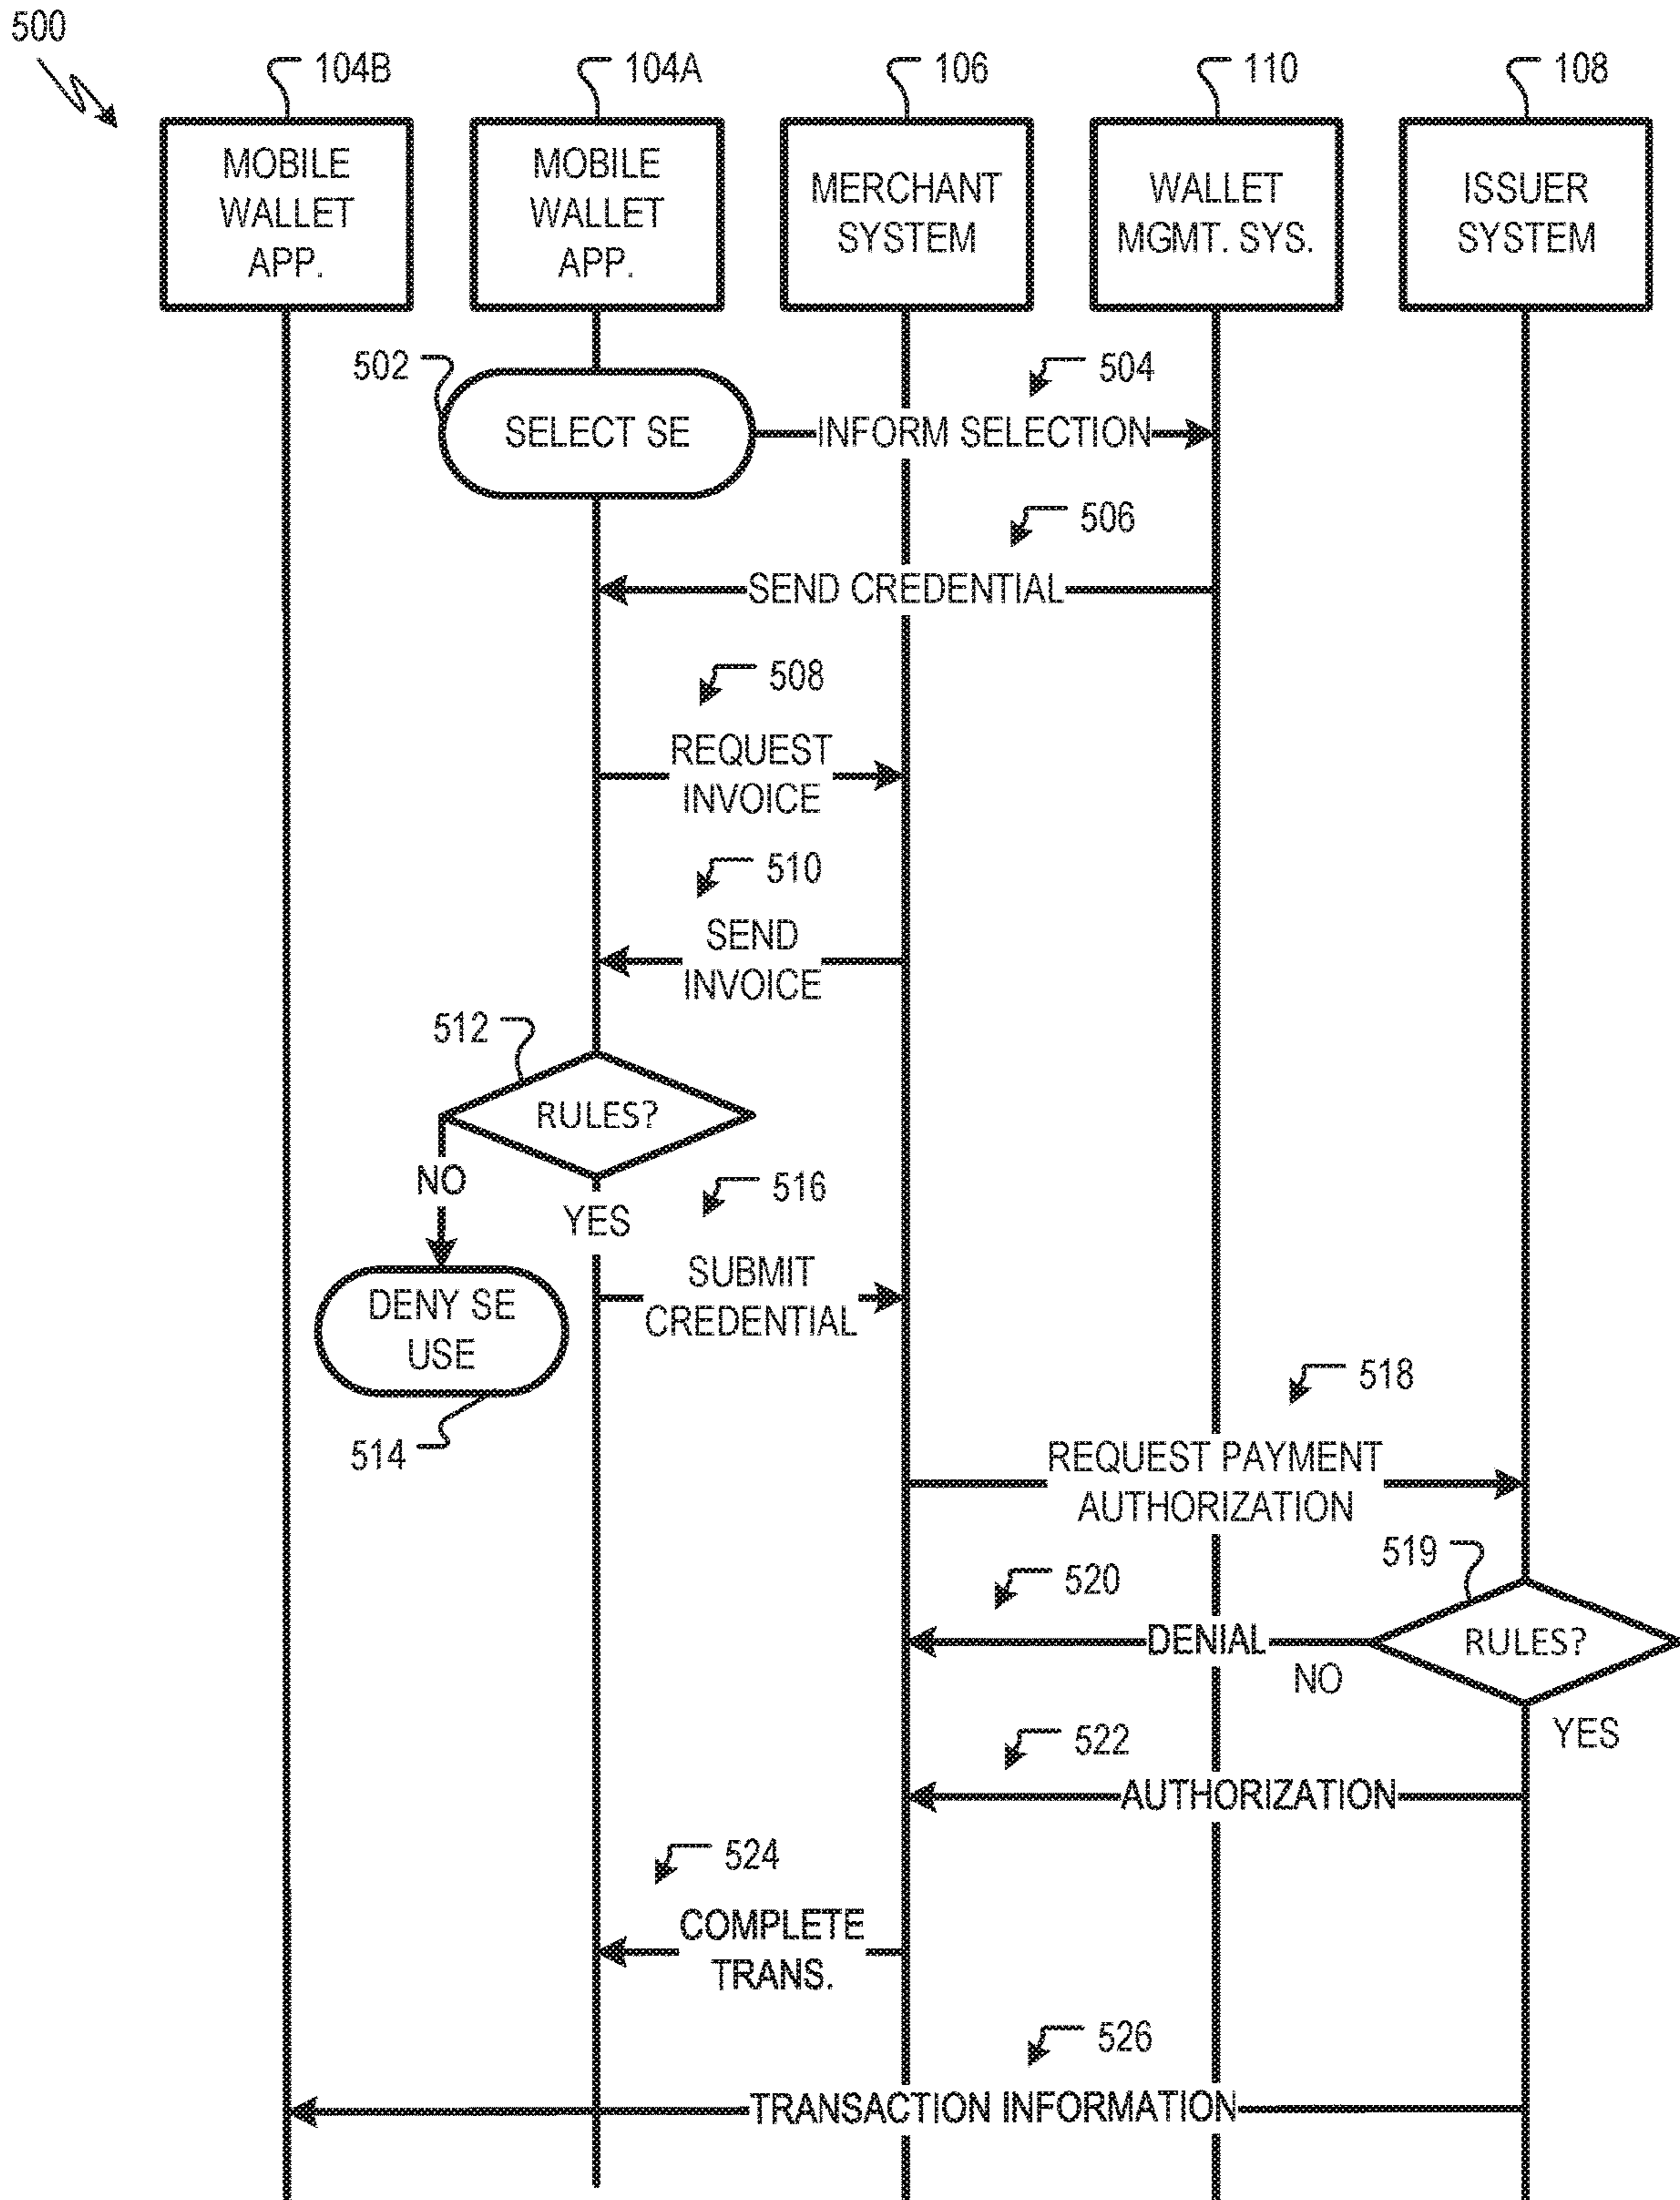 500
104B
104A
106
110
108
MOBILE
WALLET
APP.
MOBILE
WALLET
APP.
MERCHANT
SYSTEM
WALLET
MGMT. SYS.
ISSUER
SYSTEM
502
SELECT SE
504
INFORM SELECTION
506
SEND CREDENTIAL
508
REQUEST
INVOICE
510
SEND
INVOICE
512
RULES?
NO
YES
514
DENY SE
USE
516
SUBMIT
CREDENTIAL
518
REQUEST PAYMENT
AUTHORIZATION
519
RULES?
520
DENIAL
NO
YES
522
AUTHORIZATION
524
COMPLETE
TRANS.
526
TRANSACTION INFORMATION